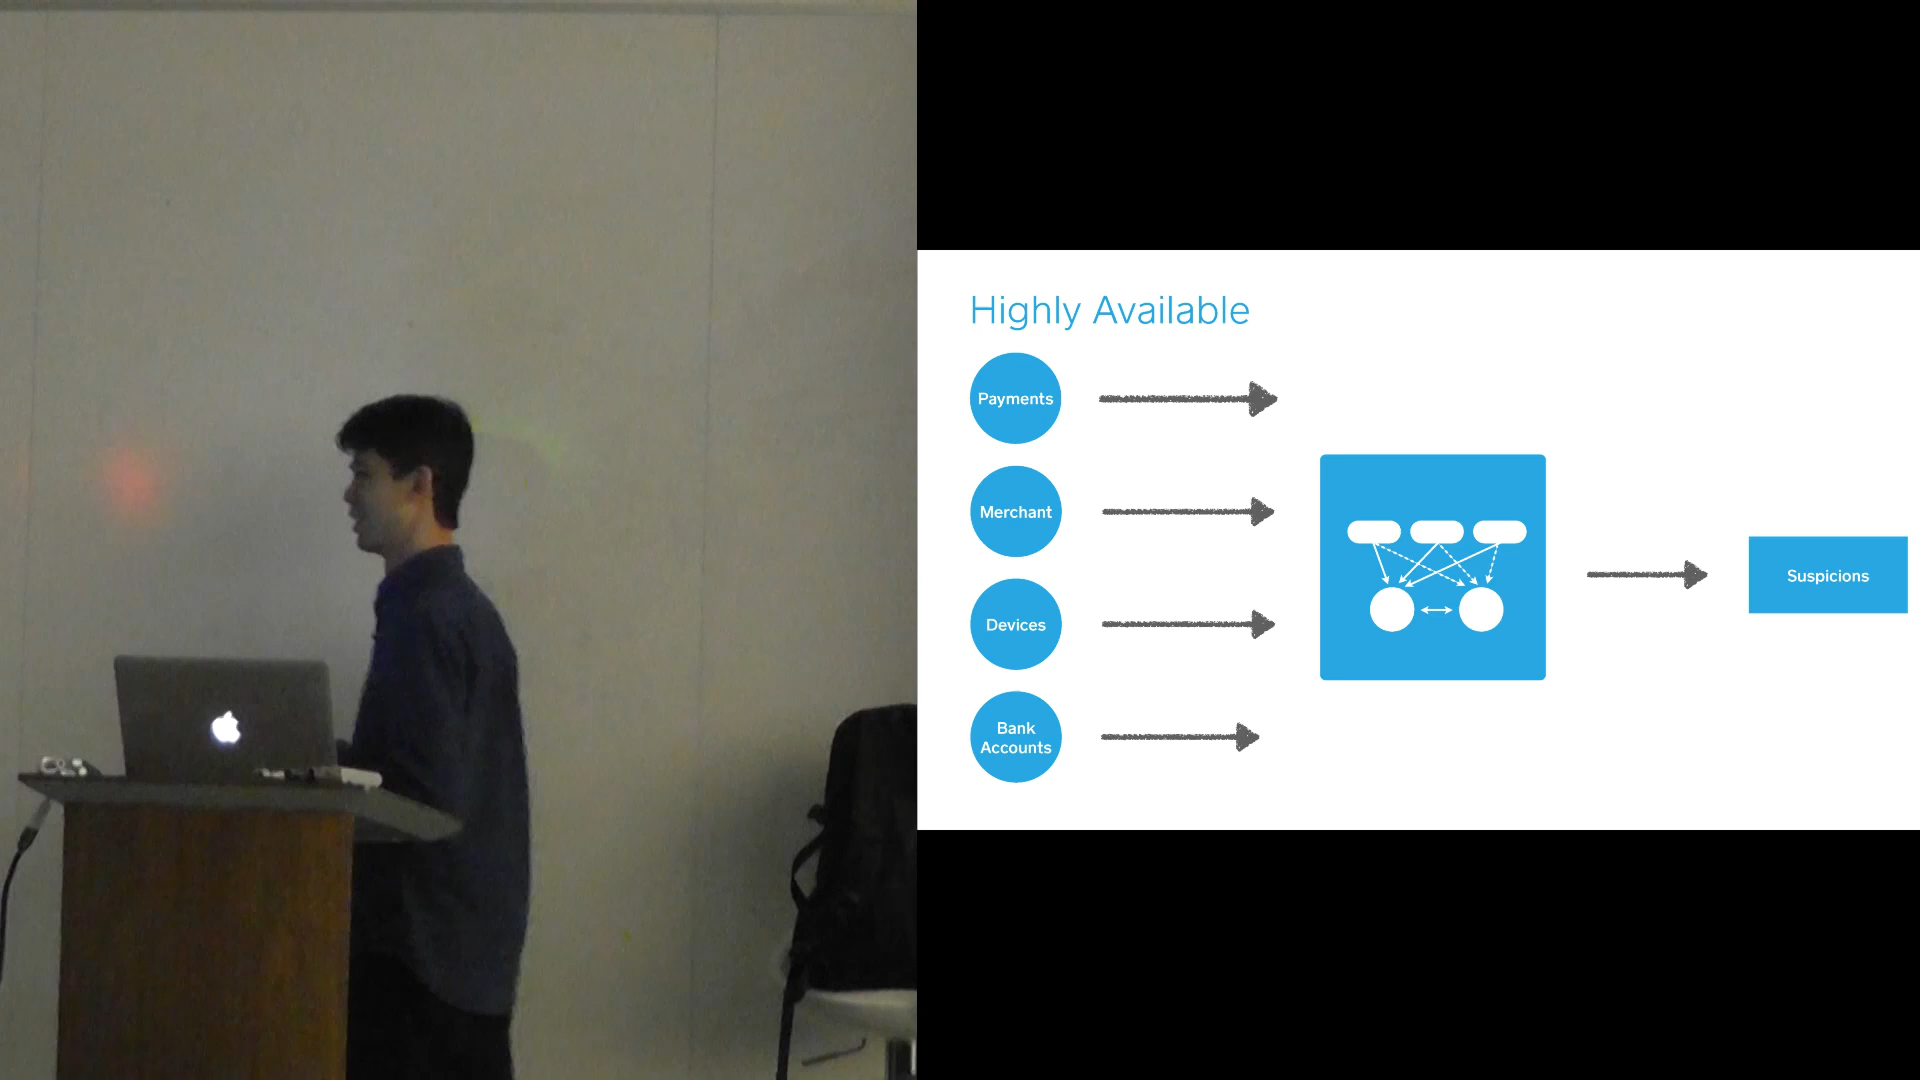 Highly Available
Payments
Merchant
Devices
Bank
Accounts
Suspicions